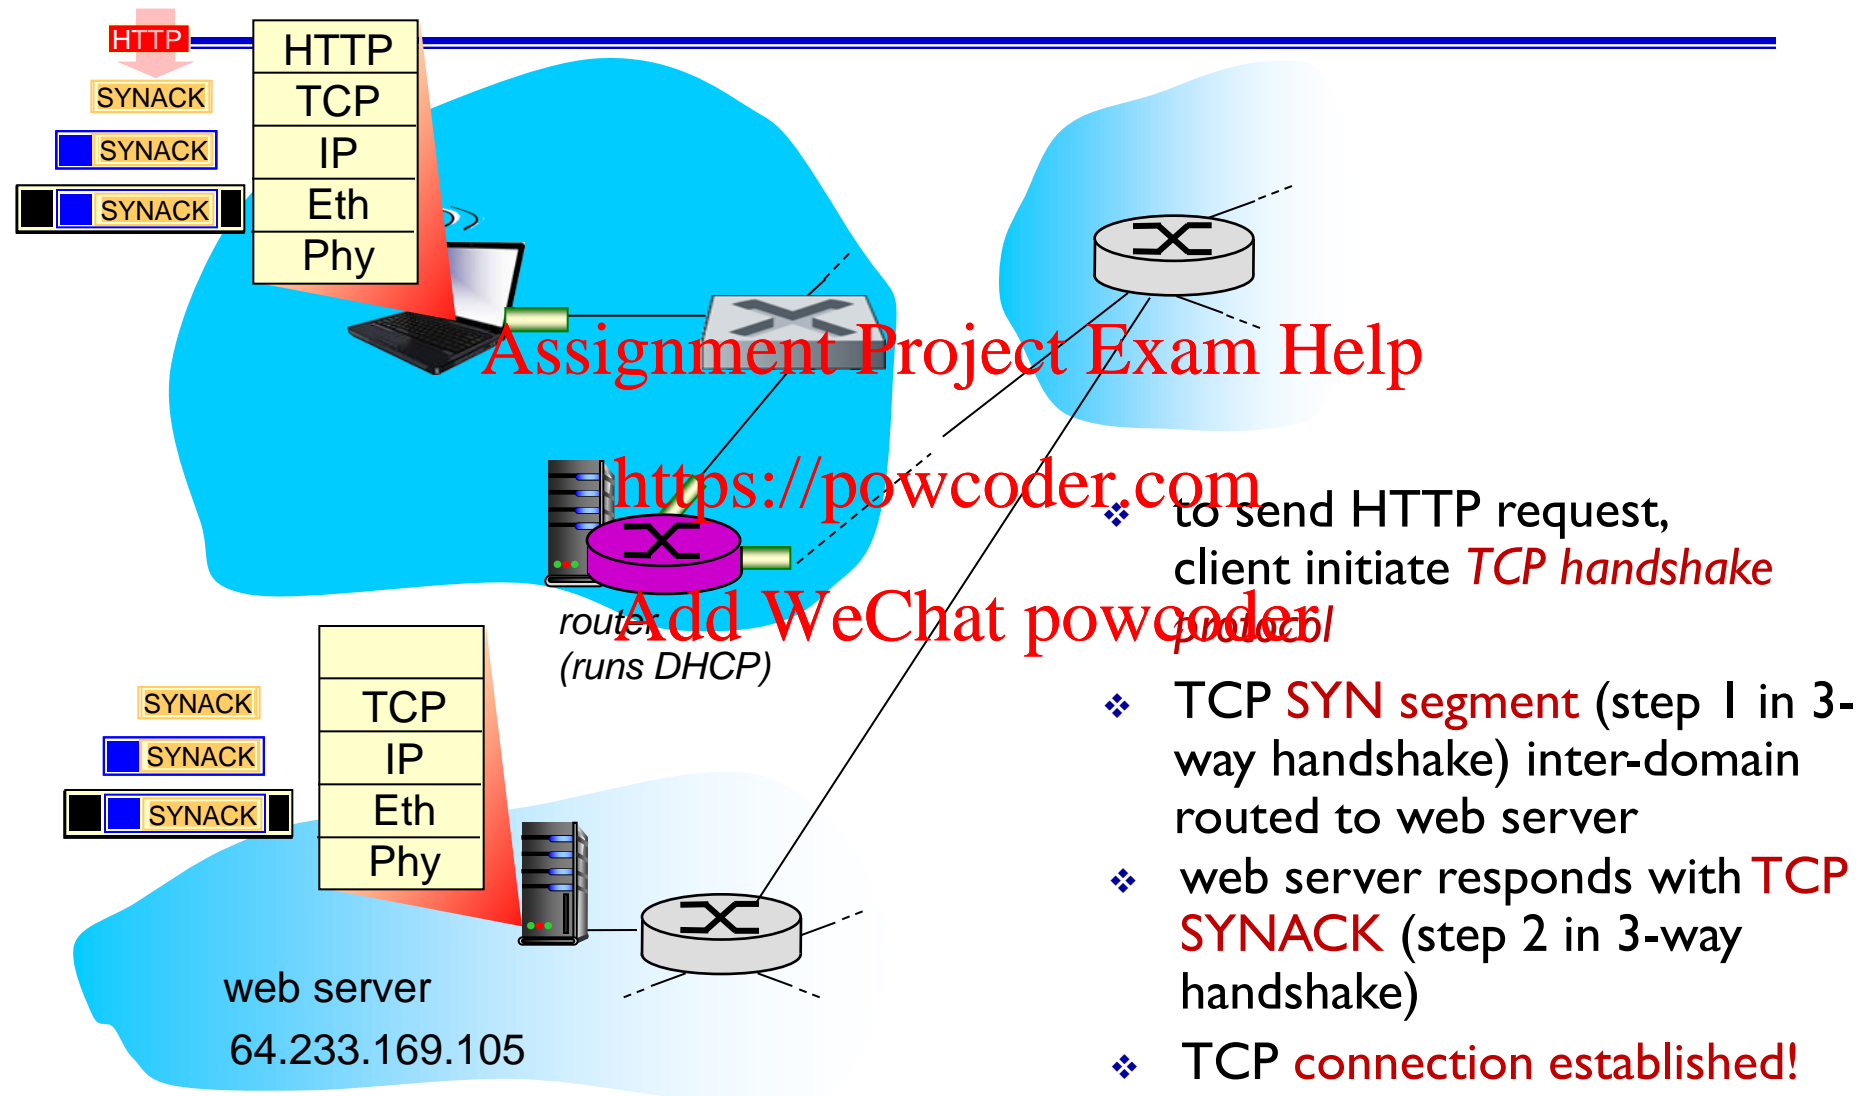 HTTP
SYNACK
SYNACK
SYNACK
HTTP
TCP
IP
Eth
Phy
Assignment Project Exam Help
https://powcoder.com
Add WeChat powcoder
router
(runs DHCP)
SYNACK
SYNACK
SYNACK
TCP
IP
Eth
Phy
web server
64.233.169.105
to send HTTP request,
client initiate TCP handshake
protocol
TCP SYN segment (step 1 in 3-
way handshake) inter-domain
routed to web server
web server responds with TCP
SYNACK (step 2 in 3-way
handshake)
TCP connection established!